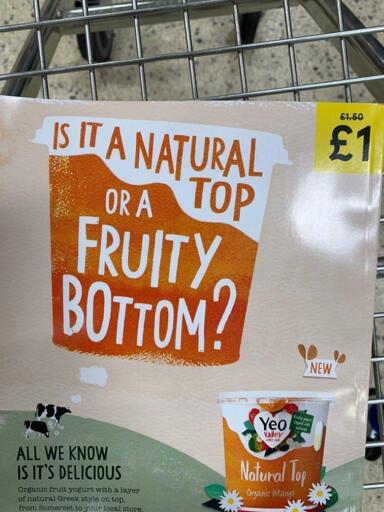 £1.50
£1
IS IT A NATURAL
TOP
OR A
FRUITY
BOTTOM?
NEW
Yeo
Valley
Natural Top
Organic Mango
ALL WE KNOW
IS IT'S DELICIOUS
Organic fruit yogurt with a layer
of natural Greek style on top,
from Somerset to your local store.